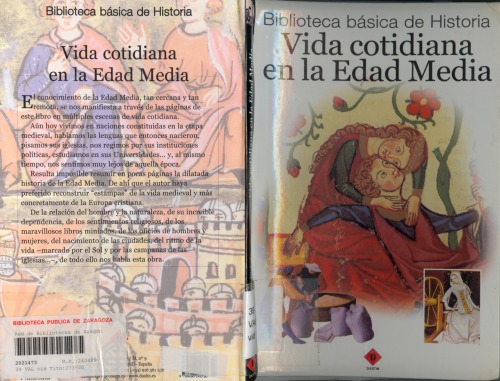 Biblioteca básica de Historia
Vida cotidiana
en la Edad Media
El conocimiento de la Edad Media, tan cercana y tan
remota, se nos manifiesta a través de las páginas de
este libro en múltiples escenas de vida cotidiana.
Aún hoy vivimos en naciones constituidas en la etapa
medieval, hablamos las lenguas que entonces nacieron,
pisamos sus iglesias, nos regimos por sus instituciones
políticas, estudiamos en sus Universidades... y, al mismo
tiempo, nos sentimos muy lejos de aquella época.
Resulta imposible resumir en pocas páginas la dilatada
historia de la Edad Media. De ahí que el autor haya
preferido reconstruir "estampas" de la vida medieval y más
concretamente de la Europa cristiana.
De la relación del hombre y la naturaleza, de su increíble
dependencia, de los sentimientos religiosos, de los
maravillosos libros miniados, de los oficios de hombres y
mujeres, del nacimiento de las ciudades, del ritmo de la
vida –marcado por el Sol y por las campanas de las
iglesias...–, de todo ello nos habla esta obra.
BIBLIOTECA PUBLICA DE ZARAGOZA
Red de Bibliotecas de Aragón
2021473
Biblioteca básica de Historia
Vida cotidiana
en la Edad Media
DASTIN